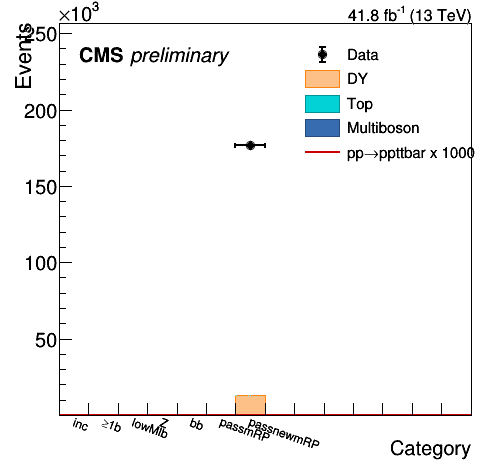 ×10³
41.8 fb⁻¹ (13 TeV)
Events
CMS preliminary
Data
DY
Top
Multiboson
pp→ppttbar x 1000
250
200
150
100
50
inc
≥1b
lowMlb
Z
bb
passmRP
passnewmRP
Category